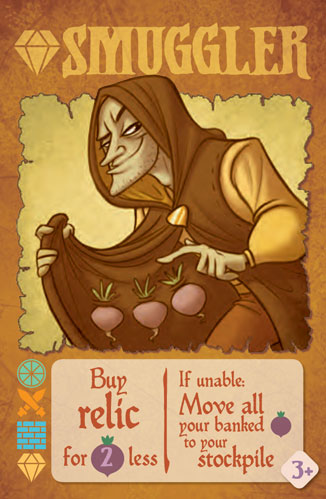 SMUGGLER
Buy
relic
for 2 less
If unable:
Move all
your banked
to your
stockpile
3+